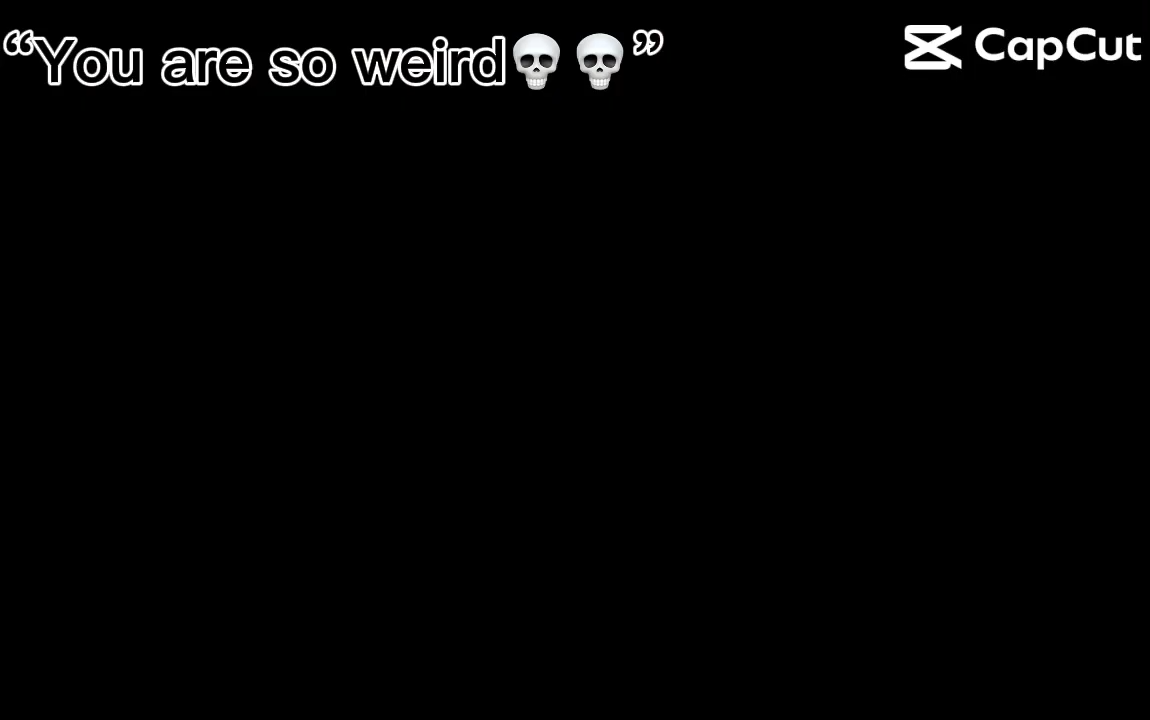 “You are so weird💀💀”
CapCut